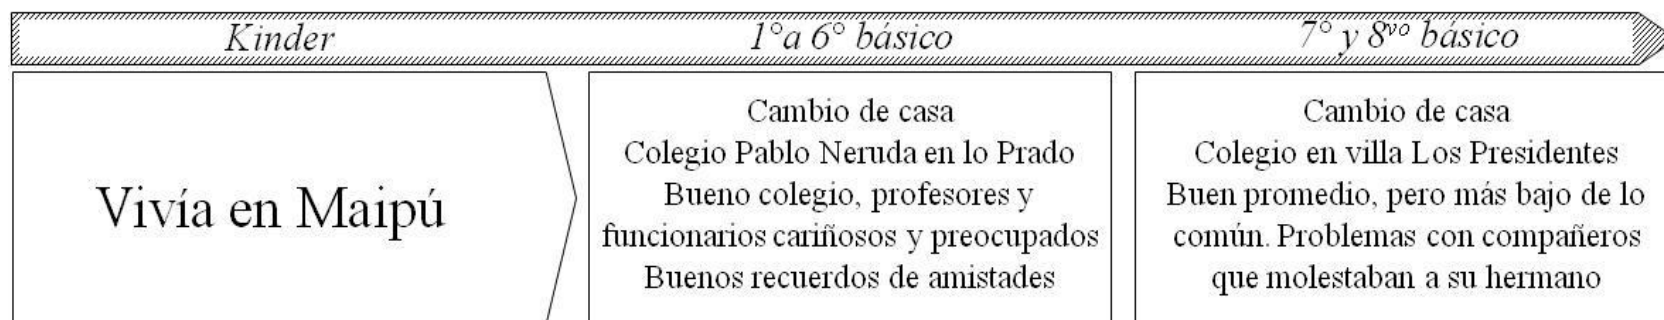 Kinder
1°a 6° básico
7° y 8vo básico
Vivía en Maipú
Cambio de casa
Colegio Pablo Neruda en lo Prado
Bueno colegio, profesores y
funcionarios cariñosos y preocupados
Buenos recuerdos de amistades
Cambio de casa
Colegio en villa Los Presidentes
Buen promedio, pero más bajo de lo
común. Problemas con compañeros
que molestaban a su hermano